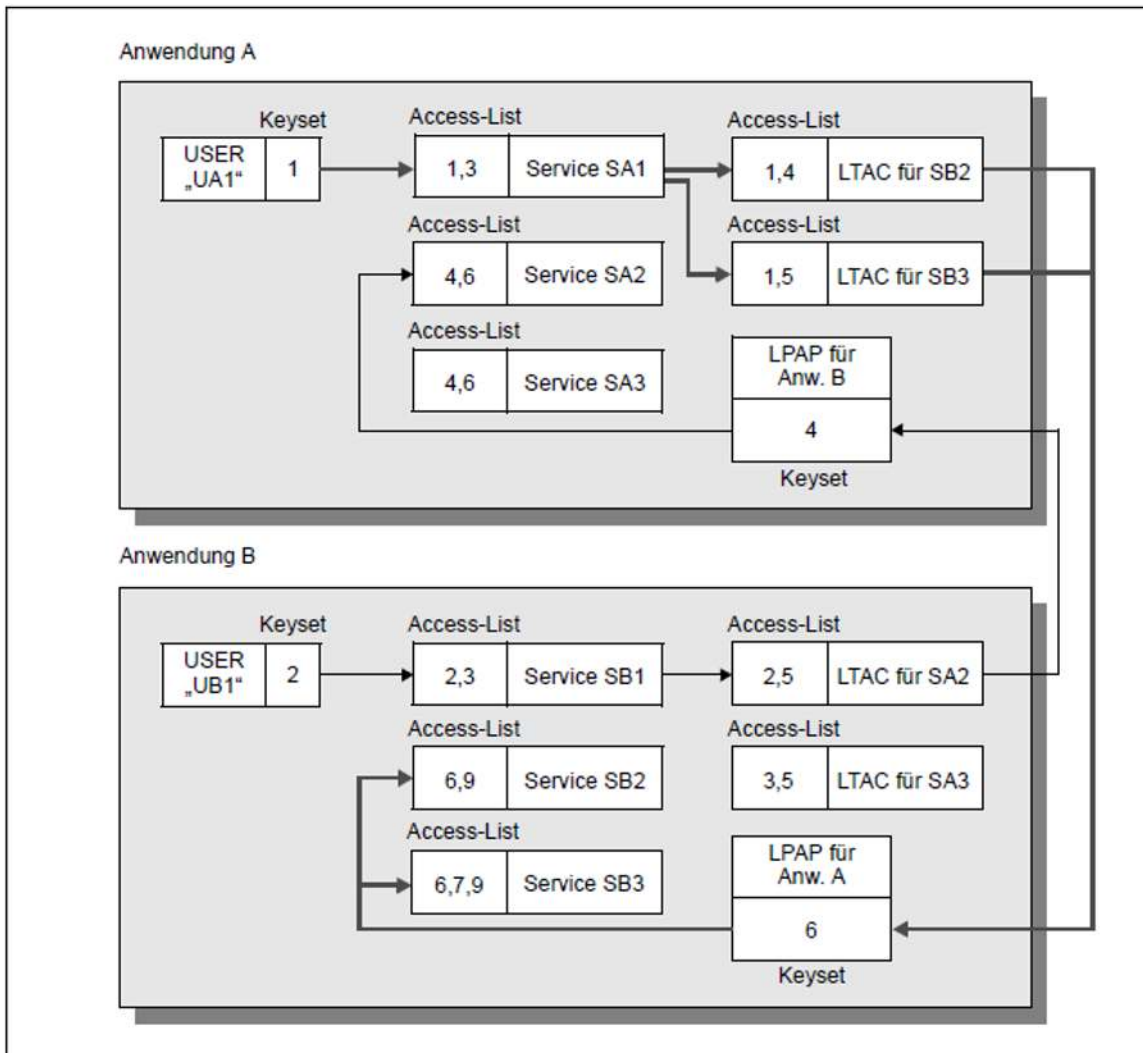 Anwendung A
Keyset
Access-List
Access-List
USER
„UA1“
1
1,3
Service SA1
1,4
LTAC für SB2
Access-List
Access-List
4,6
Service SA2
1,5
LTAC für SB3
Access-List
4,6
Service SA3
LPAP für
Anw. B
4
Keyset
Anwendung B
Keyset
Access-List
Access-List
USER
„UB1“
2
2,3
Service SB1
2,5
LTAC für SA2
Access-List
Access-List
6,9
Service SB2
3,5
LTAC für SA3
Access-List
6,7,9
Service SB3
LPAP für
Anw. A
6
Keyset